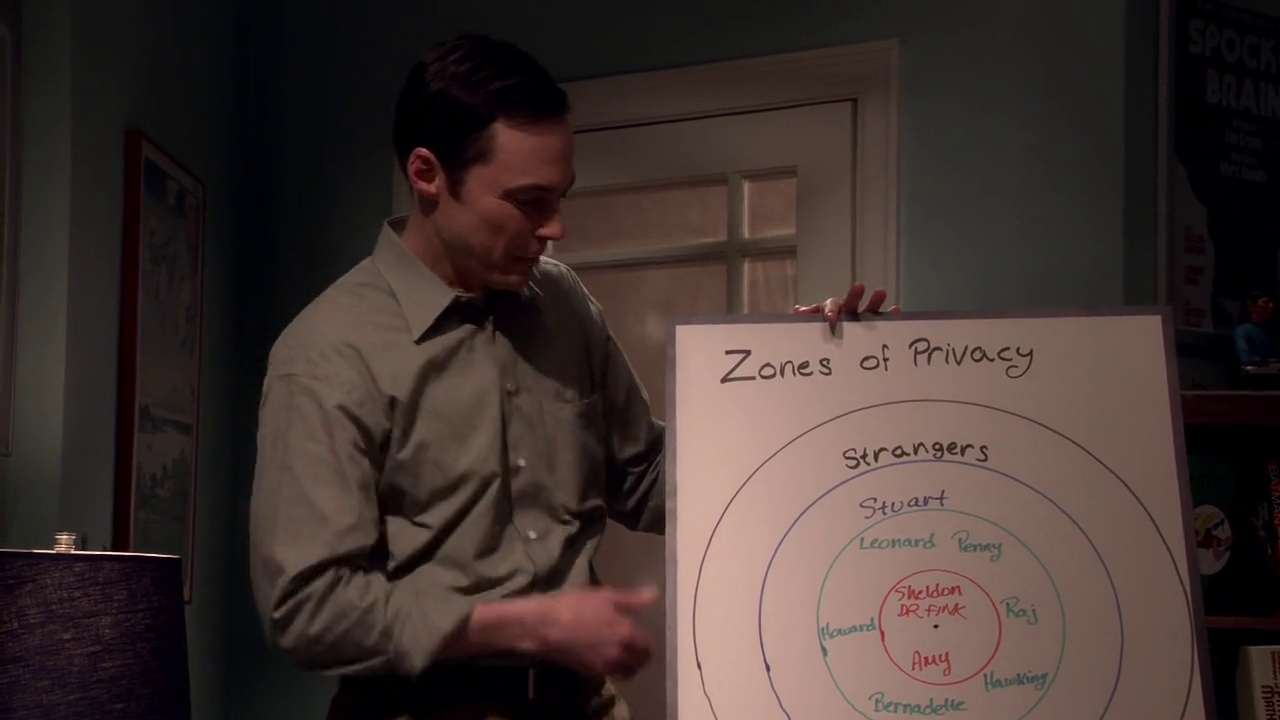 SPOCK
BRAIN
Zones of Privacy
Strangers
Stuart
Leonard Penny
Sheldon
DR. FINK
Howard
Raj
Amy
Hawking
Bernadette